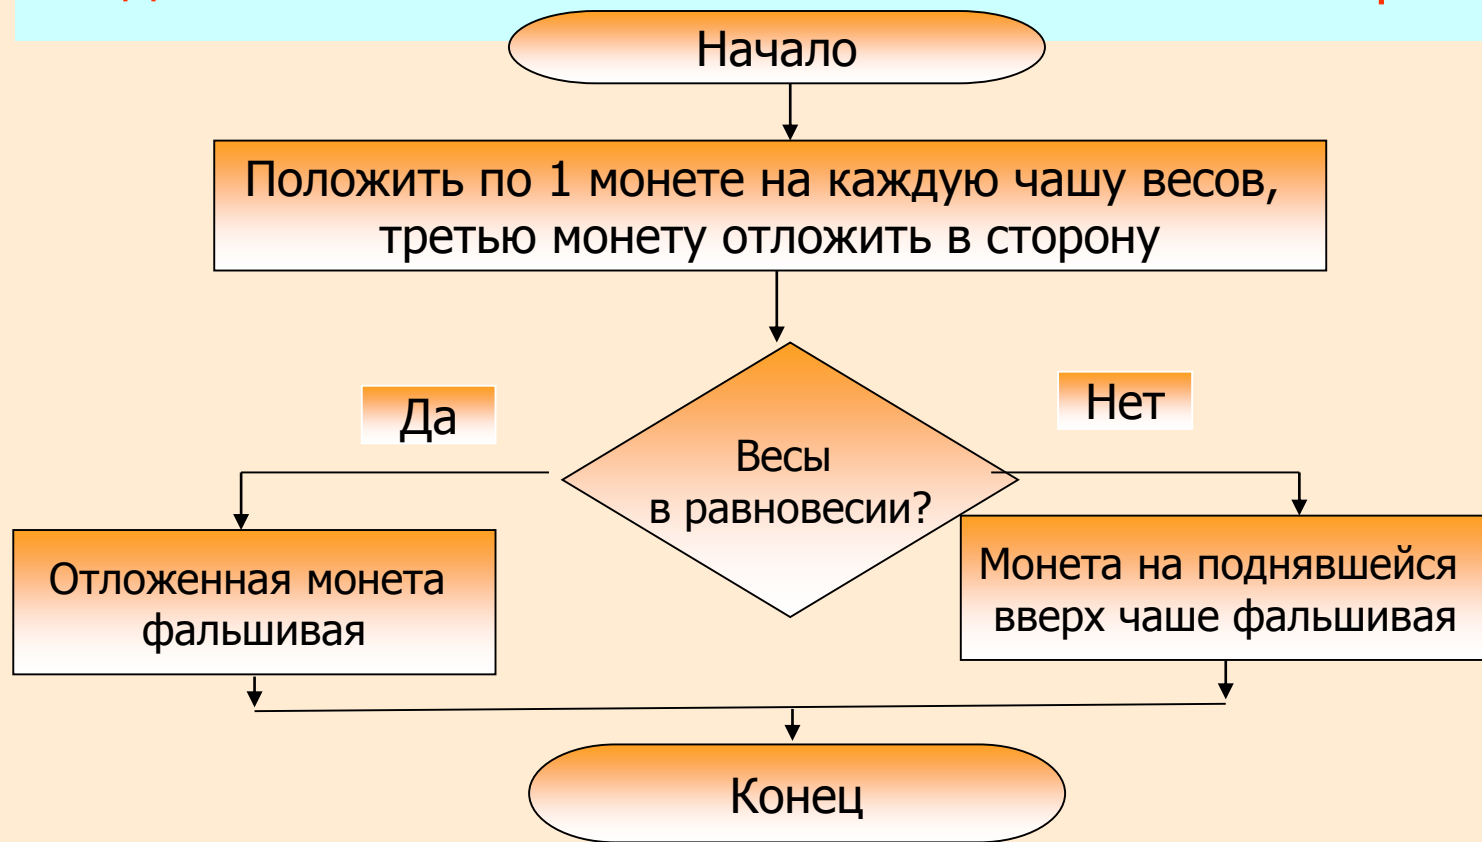 Начало
Положить по 1 монете на каждую чашу весов,
третью монету отложить в сторону
Да
Нет
Весы
в равновесии?
Отложенная монета
фальшивая
Монета на поднявшейся
вверх чаше фальшивая
Конец